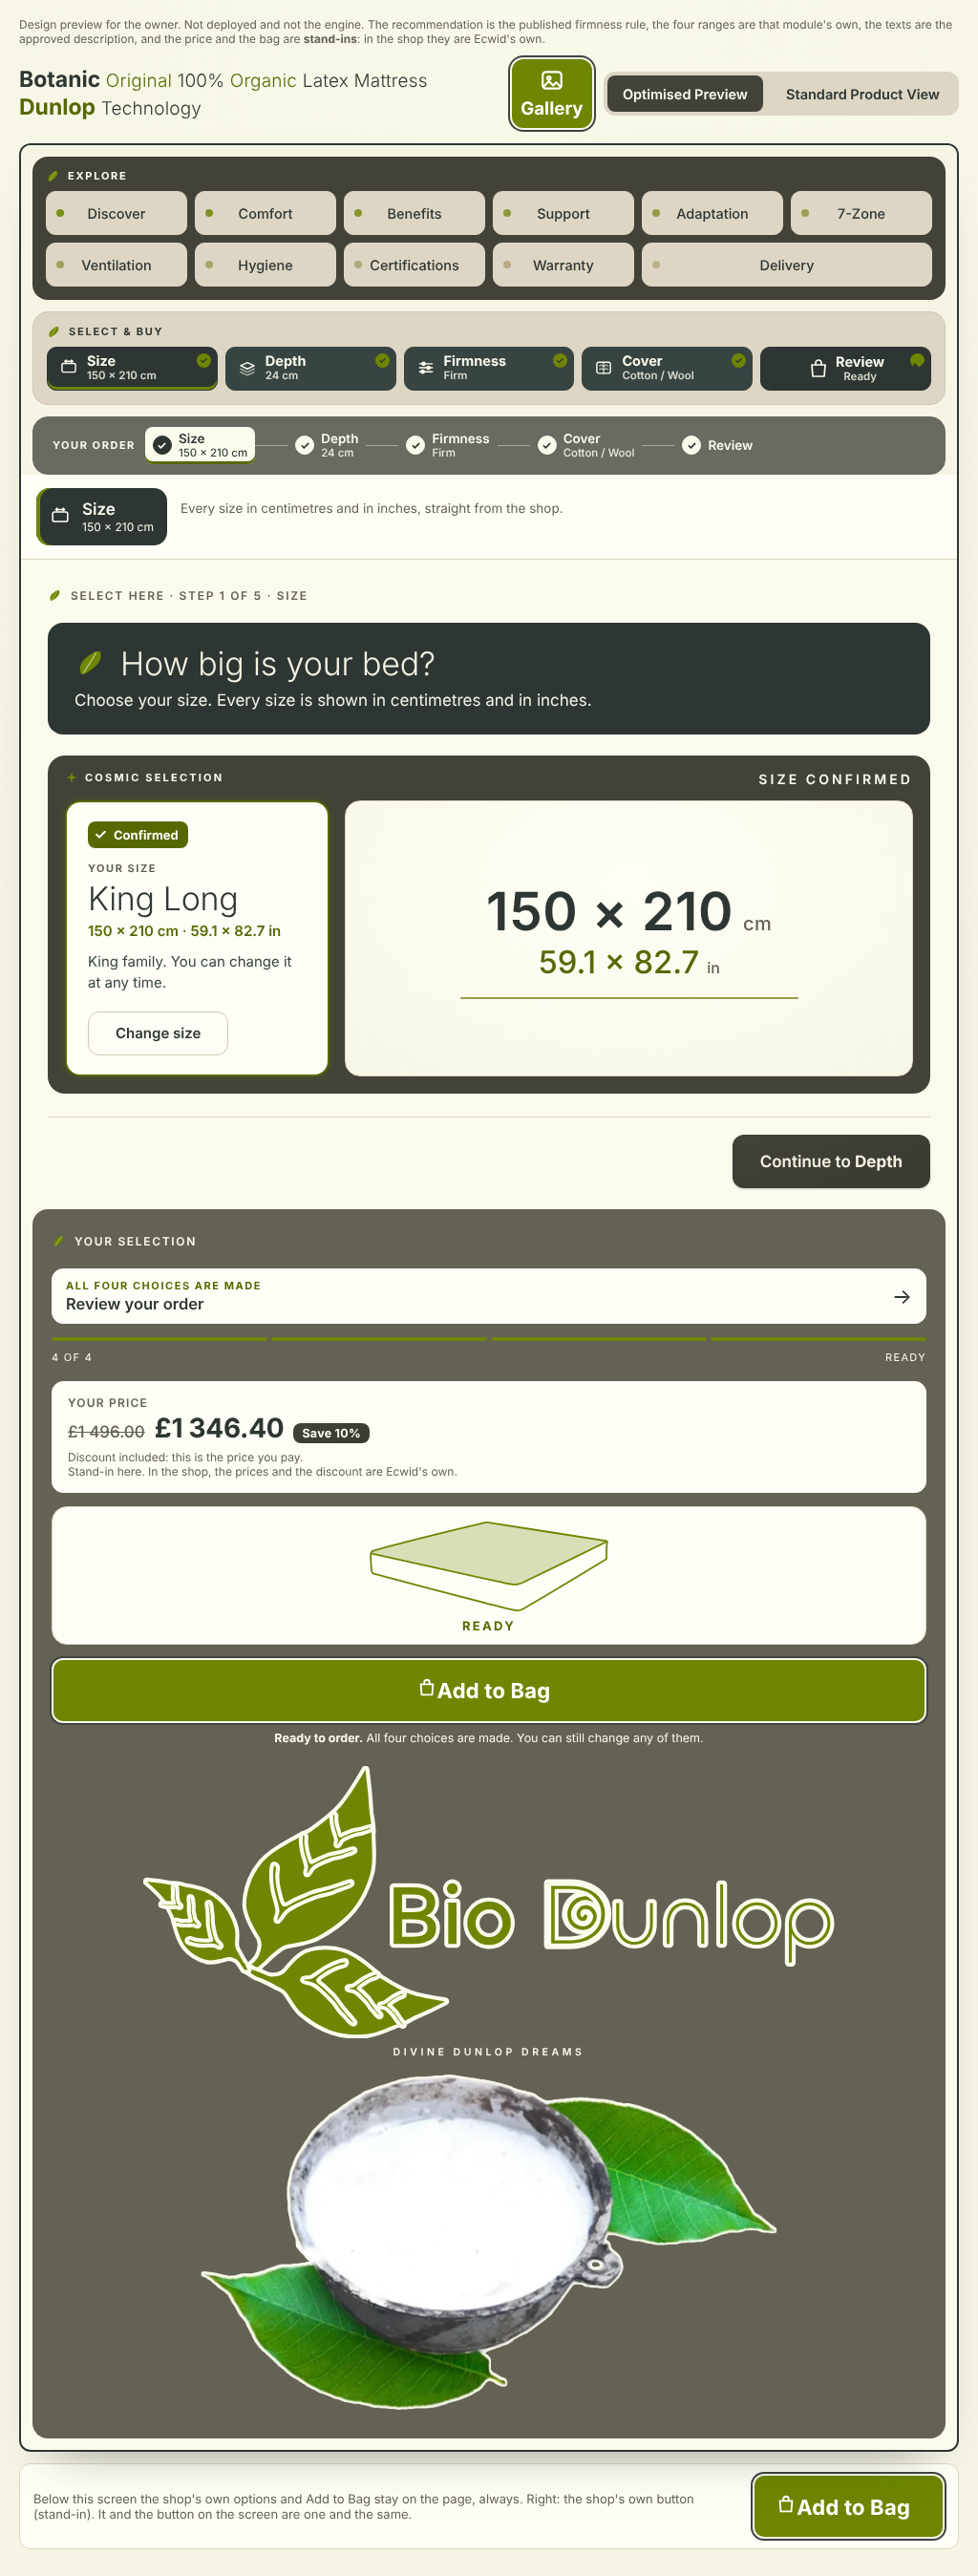 Design preview for the owner. Not deployed and not the engine. The recommendation is the published firmness rule, the four ranges are that module's own, the texts are the
approved description, and the price and the bag are stand-ins: in the shop they are Ecwid's own.
Botanic Original 100% Organic Latex Mattress
Dunlop Technology
Gallery
Optimised Preview
Standard Product View
EXPLORE
Discover
Comfort
Benefits
Support
Adaptation
7-Zone
Ventilation
Hygiene
Certifications
Warranty
Delivery
SELECT & BUY
Size
150 × 210 cm
Depth
24 cm
Firmness
Firm
Cover
Cotton / Wool
Review
Ready
YOUR ORDER
Size
150 × 210 cm
Depth
24 cm
Firmness
Firm
Cover
Cotton / Wool
Review
Size
150 × 210 cm
Every size in centimetres and in inches, straight from the shop.
SELECT HERE · STEP 1 OF 5 · SIZE
How big is your bed?
Choose your size. Every size is shown in centimetres and in inches.
COSMIC SELECTION
SIZE CONFIRMED
Confirmed
YOUR SIZE
King Long
150 × 210 cm · 59.1 × 82.7 in
King family. You can change it
at any time.
Change size
150 × 210 cm
59.1 × 82.7 in
Continue to Depth
YOUR SELECTION
ALL FOUR CHOICES ARE MADE
Review your order
4 OF 4
READY
YOUR PRICE
£1 496.00 £1 346.40 Save 10%
Discount included: this is the price you pay.
Stand-in here. In the shop, the prices and the discount are Ecwid's own.
READY
Add to Bag
Ready to order. All four choices are made. You can still change any of them.
Bio Dunlop
DIVINE DUNLOP DREAMS
Below this screen the shop's own options and Add to Bag stay on the page, always. Right: the shop's own button
(stand-in). It and the button on the screen are one and the same.
Add to Bag